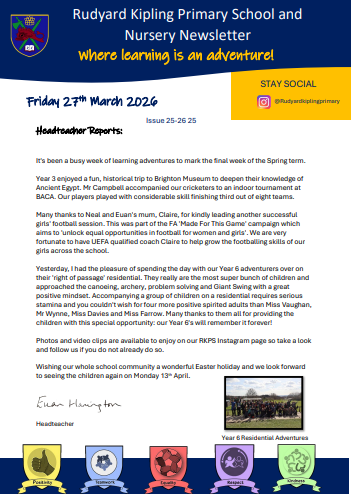 Rudyard Kipling Primary School and
Nursery Newsletter
Where learning is an adventure!
STAY SOCIAL
@Rudyardkiplingprimary
Friday 27th March 2026
Issue 25-26 25
Headteacher Reports:
It's been a busy week of learning adventures to mark the final week of the Spring term.
Year 3 enjoyed a fun, historical trip to Brighton Museum to deepen their knowledge of
Ancient Egypt. Mr Campbell accompanied our cricketers to an indoor tournament at
BACA. Our players played with considerable skill finishing third out of eight teams.
Many thanks to Neal and Euan's mum, Claire, for kindly leading another successful
girls' football session. This was part of the FA 'Made For This Game' campaign which
aims to 'unlock equal opportunities in football for women and girls'. We are very
fortunate to have UEFA qualified coach Claire to help grow the footballing skills of our
girls across the school.
Yesterday, I had the pleasure of spending the day with our Year 6 adventurers over on
their 'right of passage' residential. They really are the most super bunch of children and
approached the canoeing, archery, problem solving and Giant Swing with a great
positive mindset. Accompanying a group of children on a residential requires serious
stamina and you couldn't wish for four more positive spirited adults than Miss Vaughan,
Mr Wynne, Miss Davies and Miss Farrow. Many thanks to them all for providing the
children with this special opportunity: our Year 6's will remember it forever!
Photos and video clips are available to enjoy on our RKPS Instagram page so take a look
and follow us if you do not already do so.
Wishing our whole school community a wonderful Easter holiday and we look forward
to seeing the children again on Monday 13th April.
Headteacher
Year 6 Residential Adventures
Positivity
Teamwork
Equality
Respect
Kindness